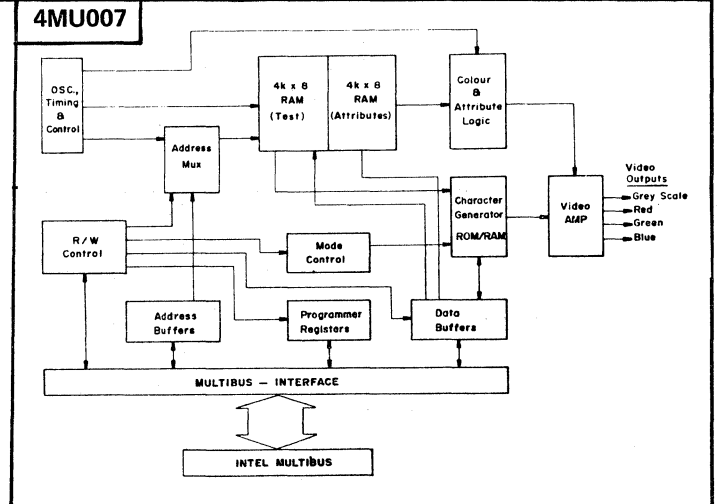 4MU007
OSC.,
Timing
&
Control
4k x 8
RAM
(Test)
4k x 8
RAM
(Attributes)
Colour
&
Attribute
Logic
Address
Mux
Video
Outputs
Character
Generator
ROM/RAM
Video
AMP
Grey Scale
Red
Green
Blue
R/W
Control
Mode
Control
Address
Buffers
Programmer
Registers
Data
Buffers
MULTIBUS – INTERFACE
INTEL MULTIBUS